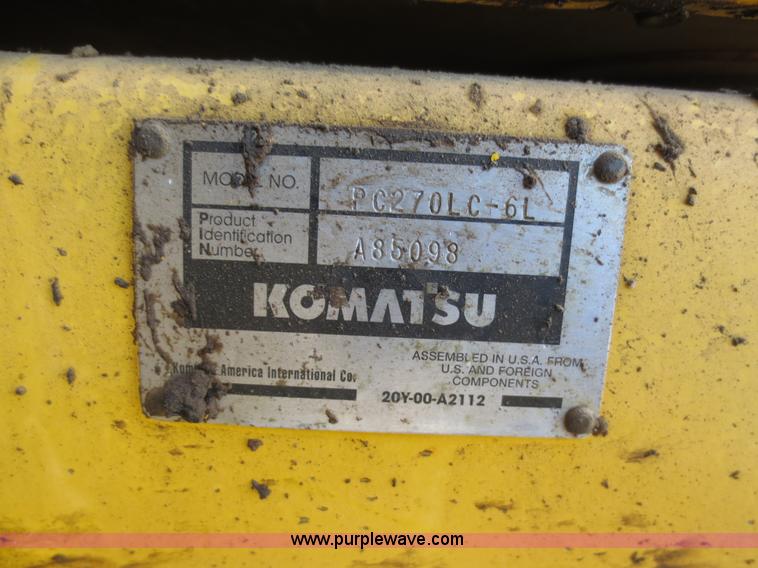 MODEL NO. PC270LC-6L
Product
Identification
Number A85098
KOMATSU
Komatsu America International Co.
ASSEMBLED IN U.S.A. FROM
U.S. AND FOREIGN
COMPONENTS
20Y-00-A2112
www.purplewave.com